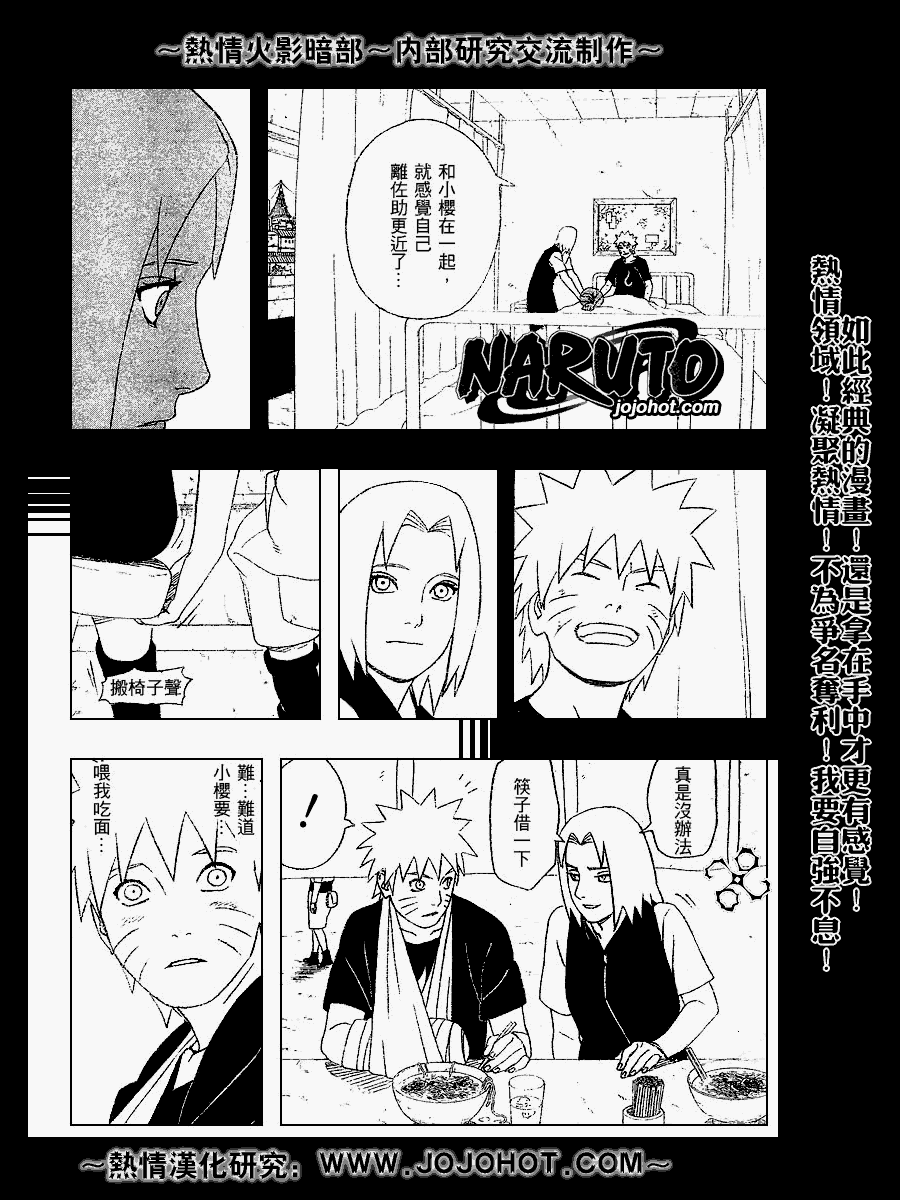 ～熱情火影暗部～内部研究交流制作～
和小櫻在一起，
就感覺自己
離佐助更近了…
NARUTO
jojohot.com
如此經典的漫畫！還是拿在手中才更有感覺！
熱情領域！凝聚熱情！不為爭名奪利！我要自強不息！
搬椅子聲
真是沒辦法
筷子借一下
！
難…難道
小櫻要…
喂我吃面…
～熱情漢化研究：WWW.JOJOHOT.COM～